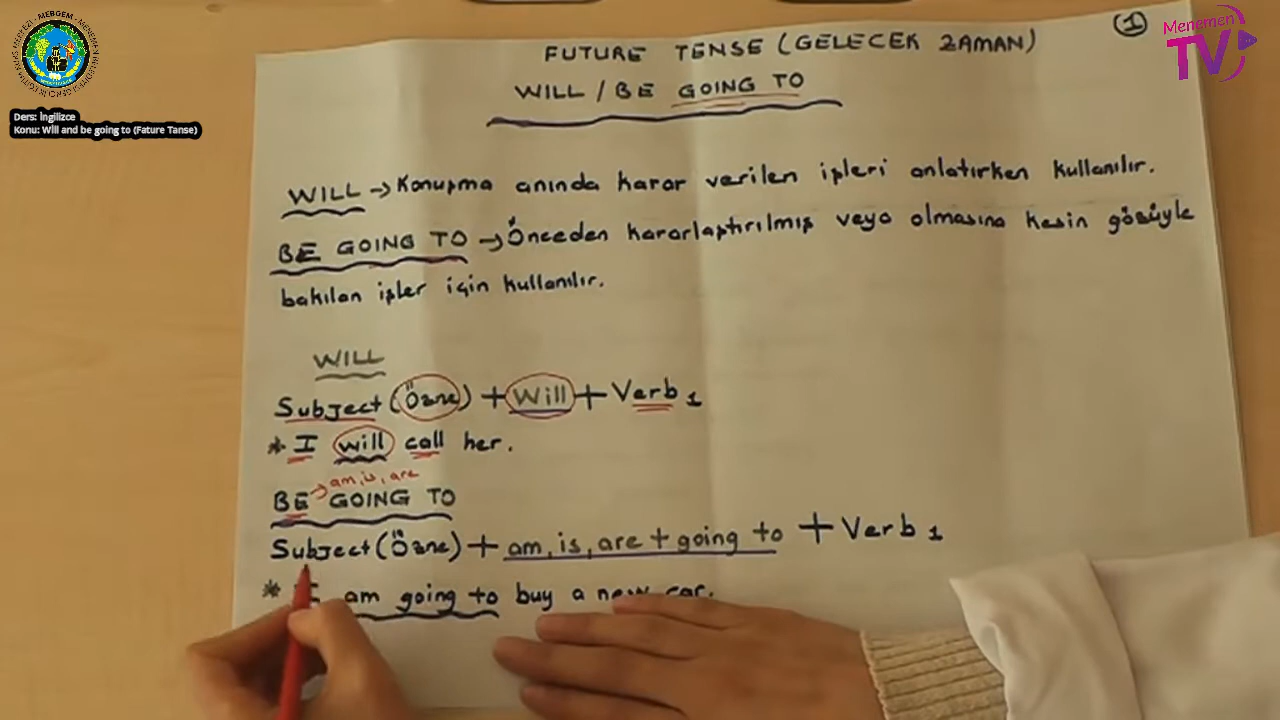 Menemen
TV
Ders: İngilizce
Konu: Will and be going to (Fature Tanse)
1
FUTURE TENSE (GELECEK ZAMAN)
WILL / BE GOING TO
WILL → Konuşma anında karar verilen işleri anlatırken kullanılır.
BE GOING TO → Önceden kararlaştırılmış veya olmasına kesin gözüyle
bakılan işler için kullanılır.
WILL
Subject (Özne) + Will + Verb 1
* I will call her.
→ am, is, are
BE GOING TO
Subject (Özne) + am, is, are + going to + Verb 1
* I am going to buy a new car.